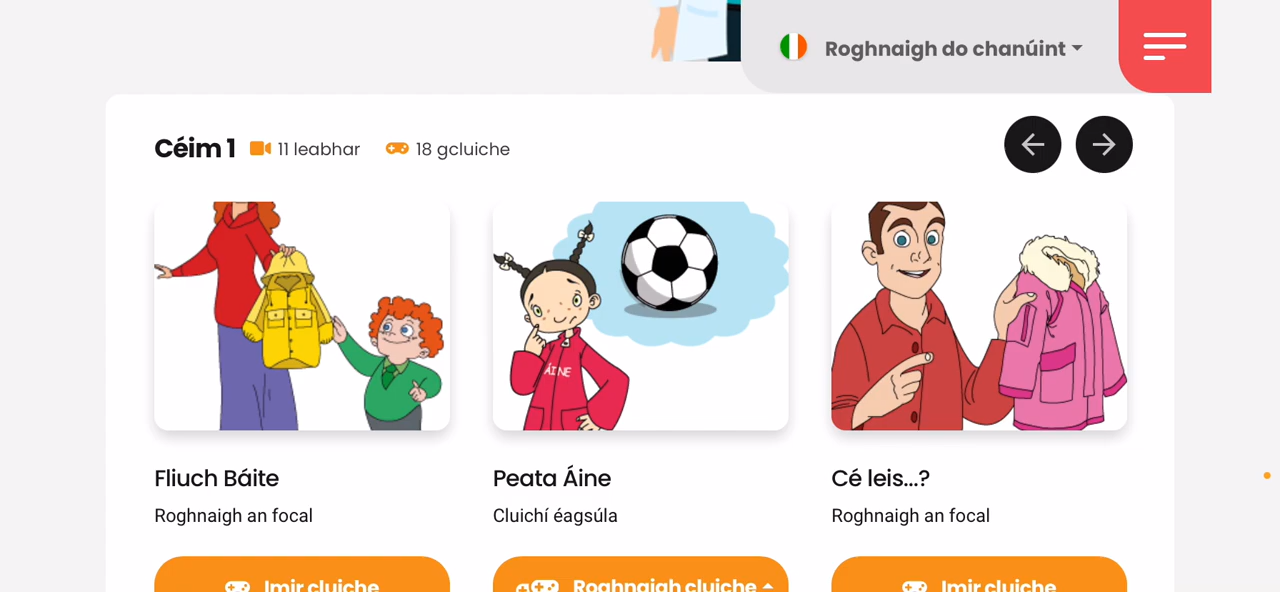 Roghnaigh do chanúint
Céim 1 11 leabhar 18 gcluiche
ÁINE
Fliuch Báite
Roghnaigh an focal
Imir cluiche
Peata Áine
Cluichí éagsúla
Roghnaigh cluiche
Cé leis...?
Roghnaigh an focal
Imir cluiche